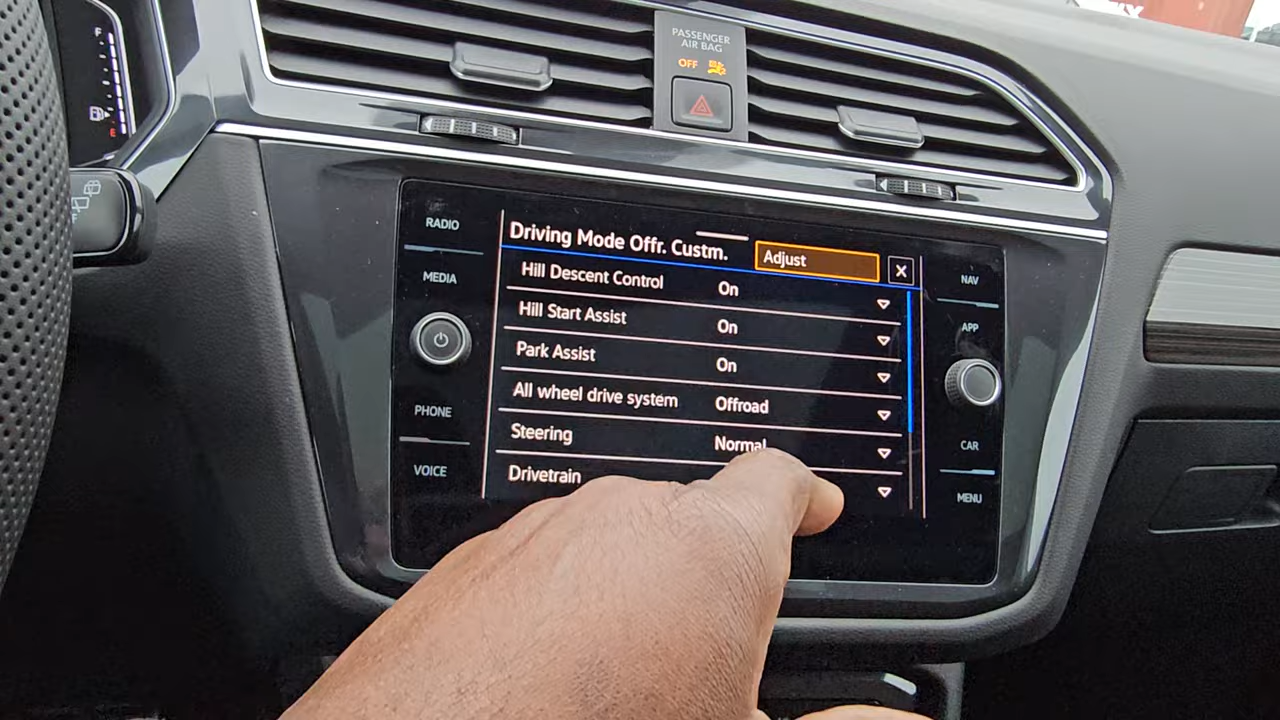 F
E
PASSENGER
AIR BAG
OFF
RADIO
MEDIA
PHONE
VOICE
Driving Mode Offr. Custm.
Adjust
X
Hill Descent Control On
Hill Start Assist On
Park Assist On
All wheel drive system Offroad
Steering Normal
Drivetrain
NAV
APP
CAR
MENU